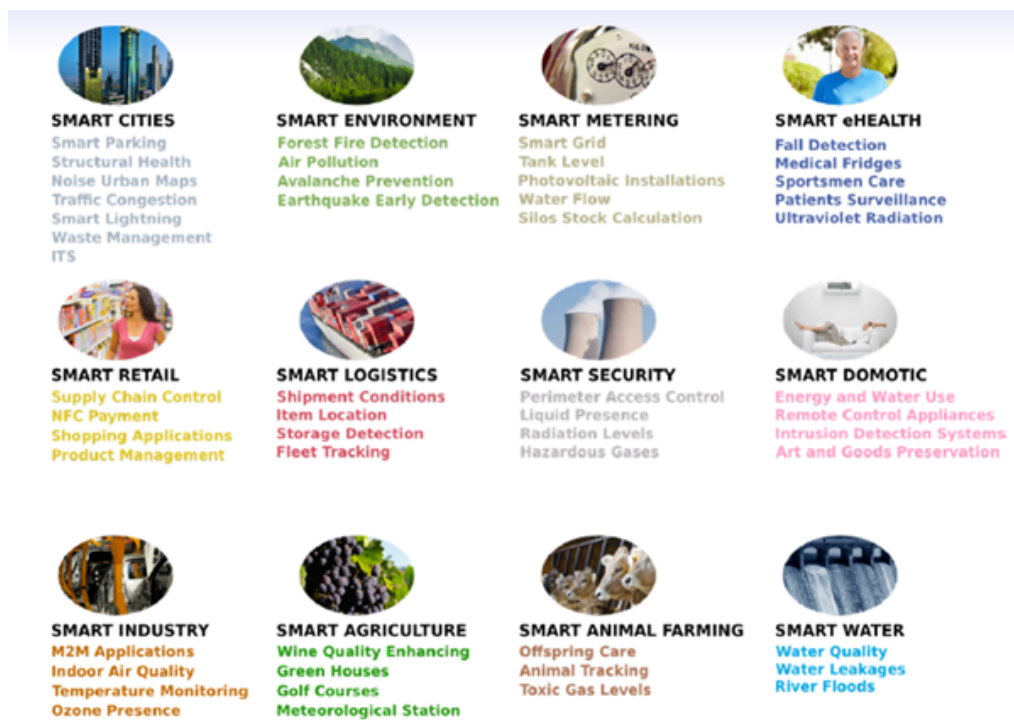 SMART CITIES
Smart Parking
Structural Health
Noise Urban Maps
Traffic Congestion
Smart Lightning
Waste Management
ITS
SMART ENVIRONMENT
Forest Fire Detection
Air Pollution
Avalanche Prevention
Earthquake Early Detection
SMART METERING
Smart Grid
Tank Level
Photovoltaic Installations
Water Flow
Silos Stock Calculation
SMART eHEALTH
Fall Detection
Medical Fridges
Sportsmen Care
Patients Surveillance
Ultraviolet Radiation
SMART RETAIL
Supply Chain Control
NFC Payment
Shopping Applications
Product Management
SMART LOGISTICS
Shipment Conditions
Item Location
Storage Detection
Fleet Tracking
SMART SECURITY
Perimeter Access Control
Liquid Presence
Radiation Levels
Hazardous Gases
SMART DOMOTIC
Energy and Water Use
Remote Control Appliances
Intrusion Detection Systems
Art and Goods Preservation
SMART INDUSTRY
M2M Applications
Indoor Air Quality
Temperature Monitoring
Ozone Presence
SMART AGRICULTURE
Wine Quality Enhancing
Green Houses
Golf Courses
Meteorological Station
SMART ANIMAL FARMING
Offspring Care
Animal Tracking
Toxic Gas Levels
SMART WATER
Water Quality
Water Leakages
River Floods